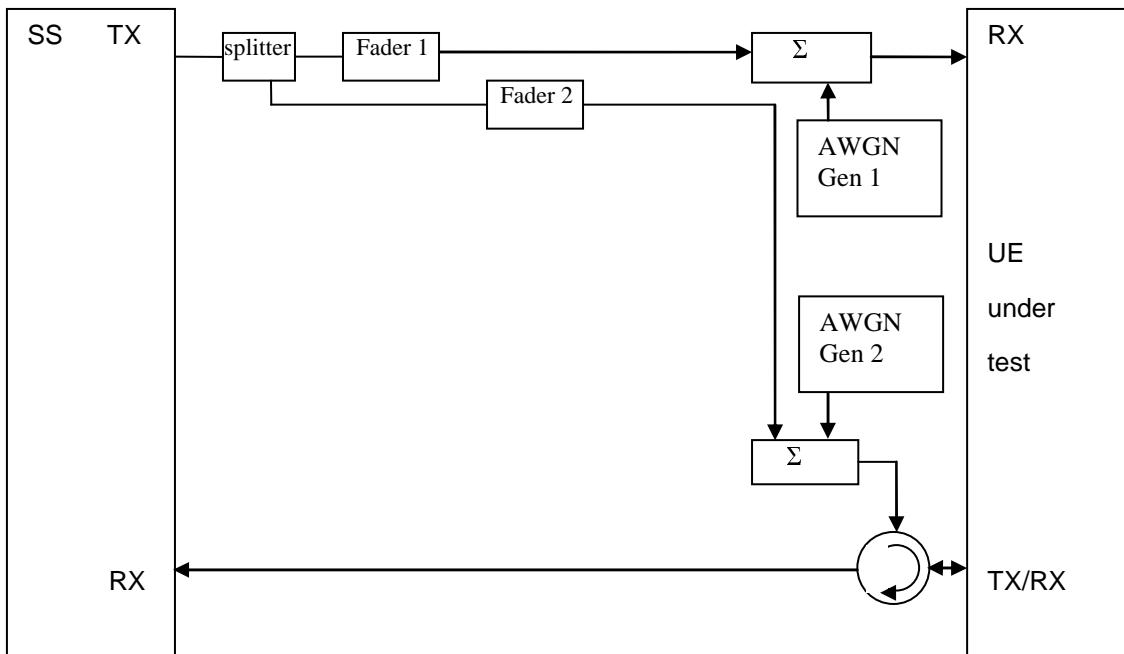 SS TX
splitter
Fader 1
Σ
RX
Fader 2
AWGN
Gen 1
UE
under
test
AWGN
Gen 2
Σ
RX
TX/RX